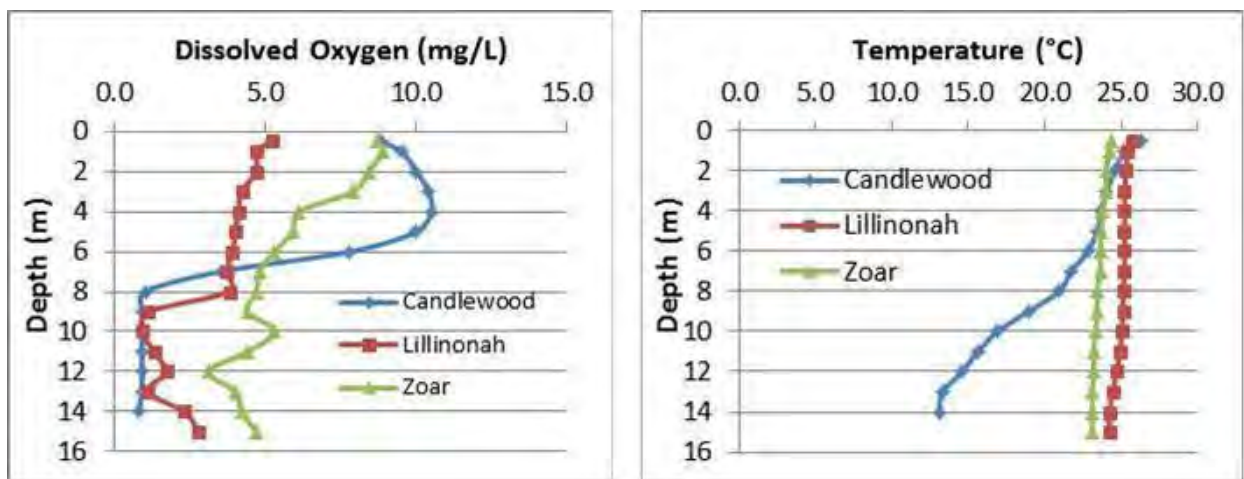 Dissolved Oxygen (mg/L)
0.0 5.0 10.0 15.0
Depth (m)
0
2
4
6
8
10
12
14
16
Candlewood
Lillinonah
Zoar
Temperature (°C)
0.0 5.0 10.0 15.0 20.0 25.0 30.0
Depth (m)
0
2
4
6
8
10
12
14
16
Candlewood
Lillinonah
Zoar